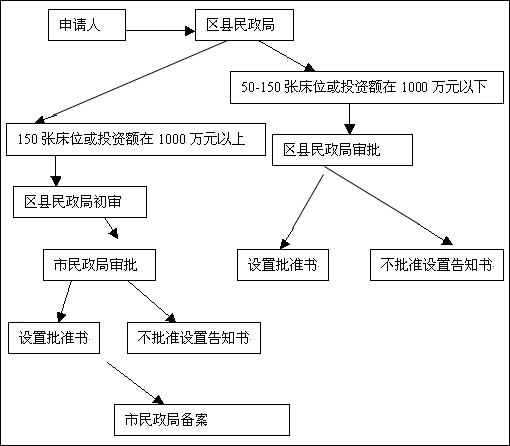 申请人
区县民政局
50-150 张床位或投资额在 1000 万元以下
150 张床位或投资额在 1000 万元以上
区县民政局审批
区县民政局初审
市民政局审批
设置批准书
不批准设置告知书
设置批准书
不批准设置告知书
市民政局备案